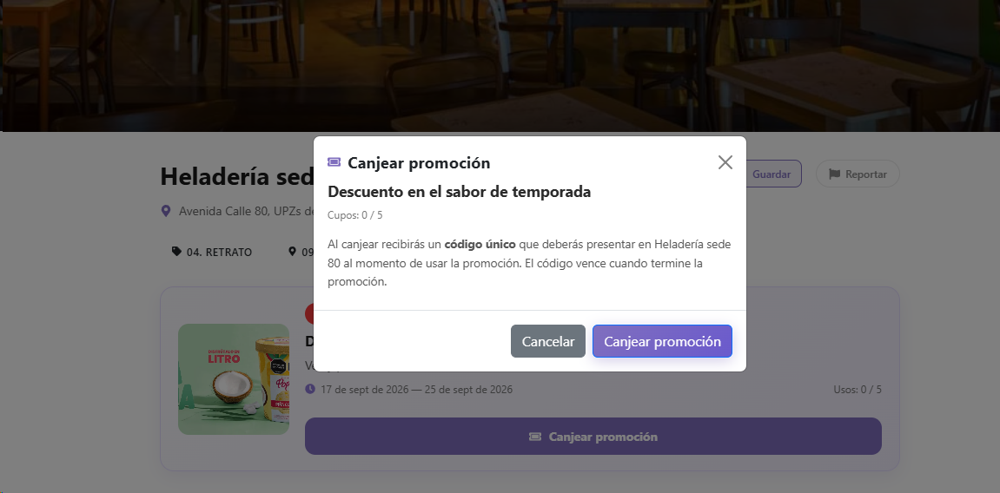 Canjear promoción
Descuento en el sabor de temporada
Cupos: 0 / 5
Al canjear recibirás un código único que deberás presentar en Heladería sede
80 al momento de usar la promoción. El código vence cuando termine la
promoción.
Cancelar
Canjear promoción
Heladería
Guardar
Reportar
Avenida Calle 80, UPZs
04. RETRATO
09
LITRO
17 de sept de 2026 — 25 de sept de 2026
Usos: 0 / 5
Canjear promoción